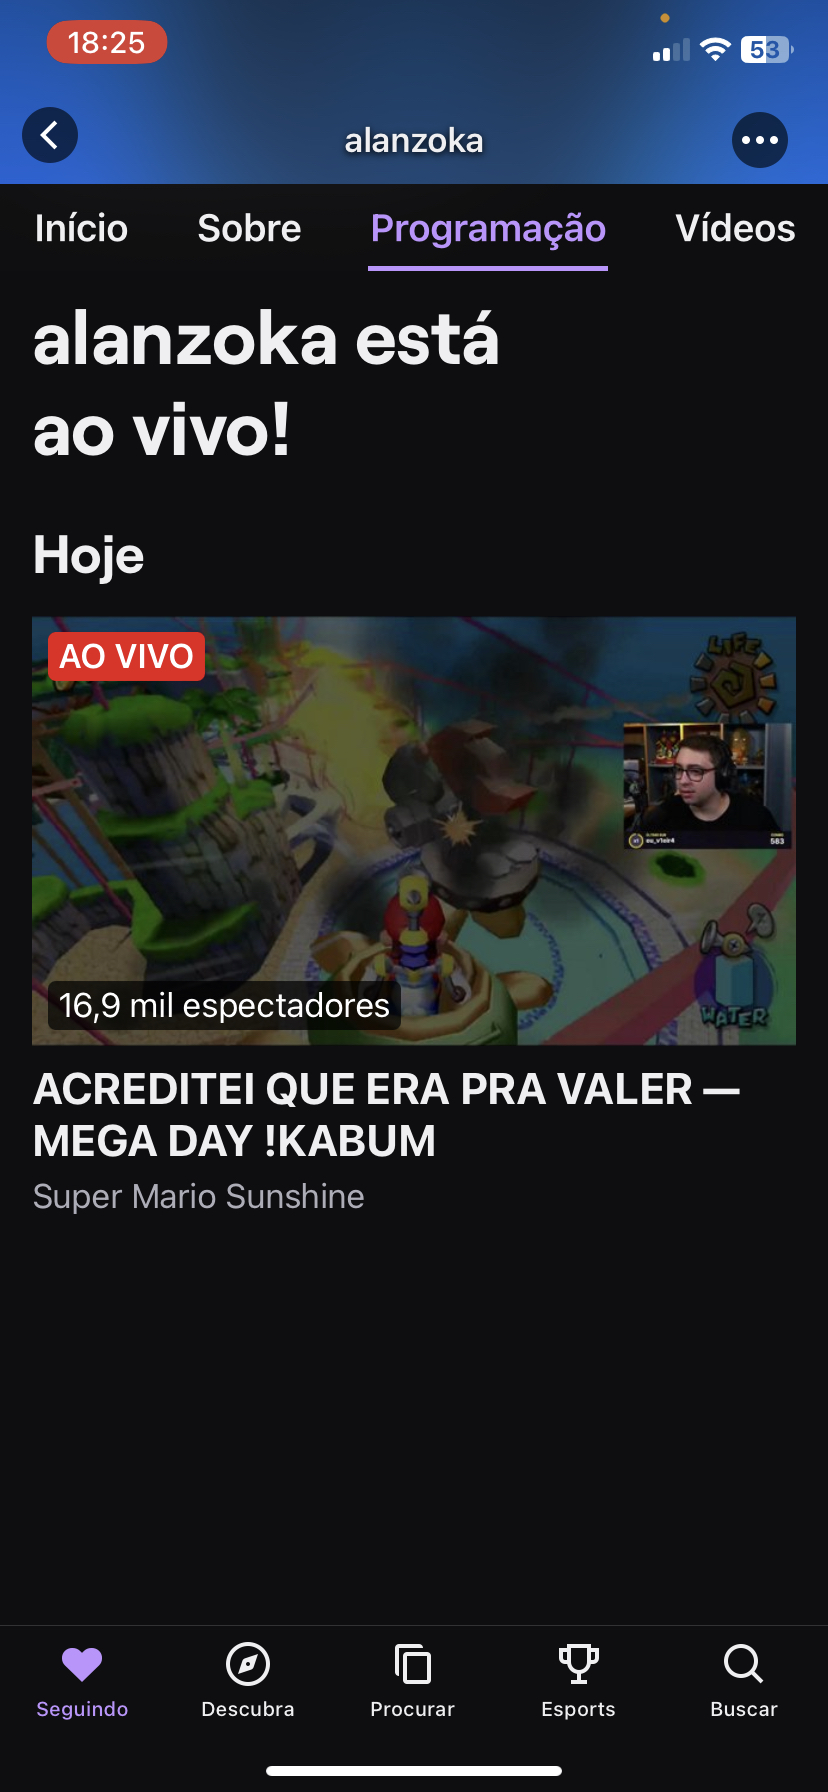 18:25
53
alanzoka
Início Sobre Programação Vídeos
alanzoka está
ao vivo!
Hoje
AO VIVO
LIFE
583
WATER
16,9 mil espectadores
ACREDITEI QUE ERA PRA VALER —
MEGA DAY !KABUM
Super Mario Sunshine
Seguindo Descubra Procurar Esports Buscar